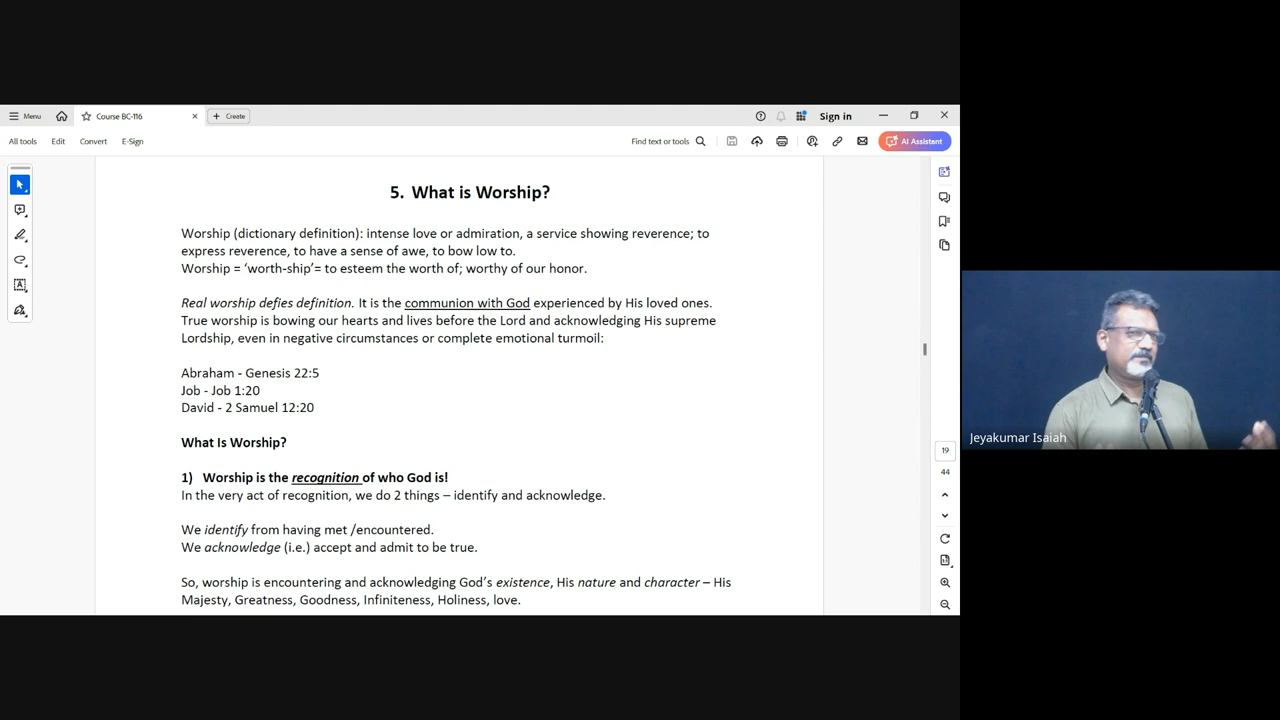 Menu
Course BC-116
Create
Sign in
All tools
Edit
Convert
E-Sign
Find text or tools
AI Assistant
5. What is Worship?
Worship (dictionary definition): intense love or admiration, a service showing reverence; to
express reverence, to have a sense of awe, to bow low to.
Worship = ‘worth-ship’= to esteem the worth of; worthy of our honor.
Real worship defies definition. It is the communion with God experienced by His loved ones.
True worship is bowing our hearts and lives before the Lord and acknowledging His supreme
Lordship, even in negative circumstances or complete emotional turmoil:
Abraham - Genesis 22:5
Job - Job 1:20
David - 2 Samuel 12:20
What Is Worship?
1) Worship is the recognition of who God is!
In the very act of recognition, we do 2 things – identify and acknowledge.
We identify from having met /encountered.
We acknowledge (i.e.) accept and admit to be true.
So, worship is encountering and acknowledging God’s existence, His nature and character – His
Majesty, Greatness, Goodness, Infiniteness, Holiness, love.
19
44
Jeyakumar Isaiah